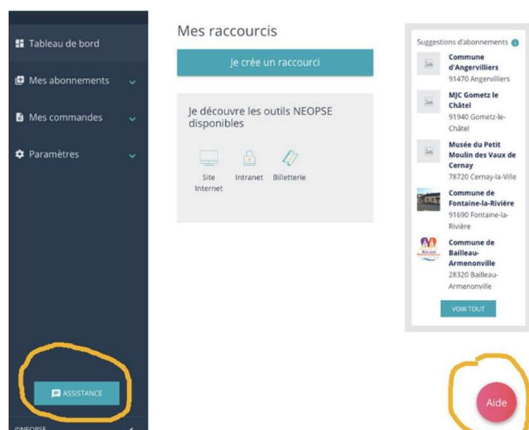 Tableau de bord
Mes abonnements
Mes commandes
Paramètres
ASSISTANCE
©NEOPSE
Mes raccourcis
Je crée un raccourci
Je découvre les outils NEOPSE
disponibles
Site
Internet
Intranet
Billetterie
Suggestions d'abonnements
Commune
d'Angervilliers
91470 Angervilliers
MJC Gometz le
Châtel
91940 Gometz-le-
Châtel
Musée du Petit
Moulin des Vaux de
Cernay
78720 Cernay-la-Ville
Commune de
Fontaine-la-Rivière
91690 Fontaine-la-
Rivière
Commune de
Bailleau-
Armenonville
28320 Bailleau-
Armenonville
VOIR TOUT
Aide